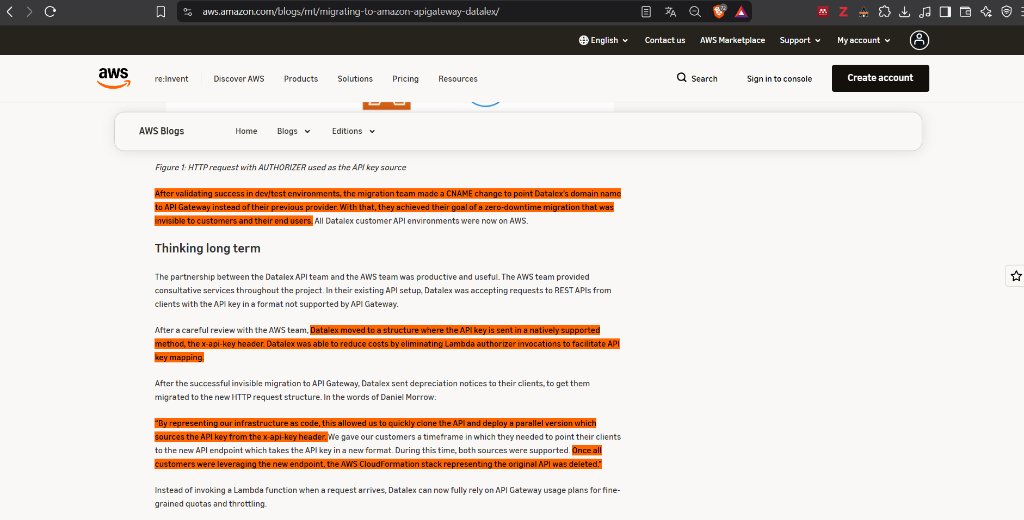 aws.amazon.com/blogs/mt/migrating-to-amazon-apigateway-datalex/
English
Contact us
AWS Marketplace
Support
My account
aws
re:Invent
Discover AWS
Products
Solutions
Pricing
Resources
Search
Sign in to console
Create account
AWS Blogs
Home
Blogs
Editions
Figure 1: HTTP request with AUTHORIZER used as the API key source
After validating success in dev/test environments, the migration team made a CNAME change to point Datalex's domain name
to API Gateway instead of their previous provider. With that, they achieved their goal of a zero-downtime migration that was
invisible to customers and their end users. All Datalex customer API environments were now on AWS.
Thinking long term
The partnership between the Datalex API team and the AWS team was productive and useful. The AWS team provided
consultative services throughout the project. In their existing API setup, Datalex was accepting requests to REST APIs from
clients with the API key in a format not supported by API Gateway.
After a careful review with the AWS team, Datalex moved to a structure where the API key is sent in a natively supported
method, the x-api-key header. Datalex was able to reduce costs by eliminating Lambda authorizer invocations to facilitate API
key mapping.
After the successful invisible migration to API Gateway, Datalex sent depreciation notices to their clients, to get them
migrated to the new HTTP request structure. In the words of Daniel Morrow:
"By representing our infrastructure as code, this allowed us to quickly clone the API and deploy a parallel version which
sources the API key from the x-api-key header. We gave our customers a timeframe in which they needed to point their clients
to the new API endpoint which takes the API key in a new format. During this time, both sources were supported. Once all
customers were leveraging the new endpoint, the AWS CloudFormation stack representing the original API was deleted."
Instead of invoking a Lambda function when a request arrives, Datalex can now fully rely on API Gateway usage plans for fine-
grained quotas and throttling.